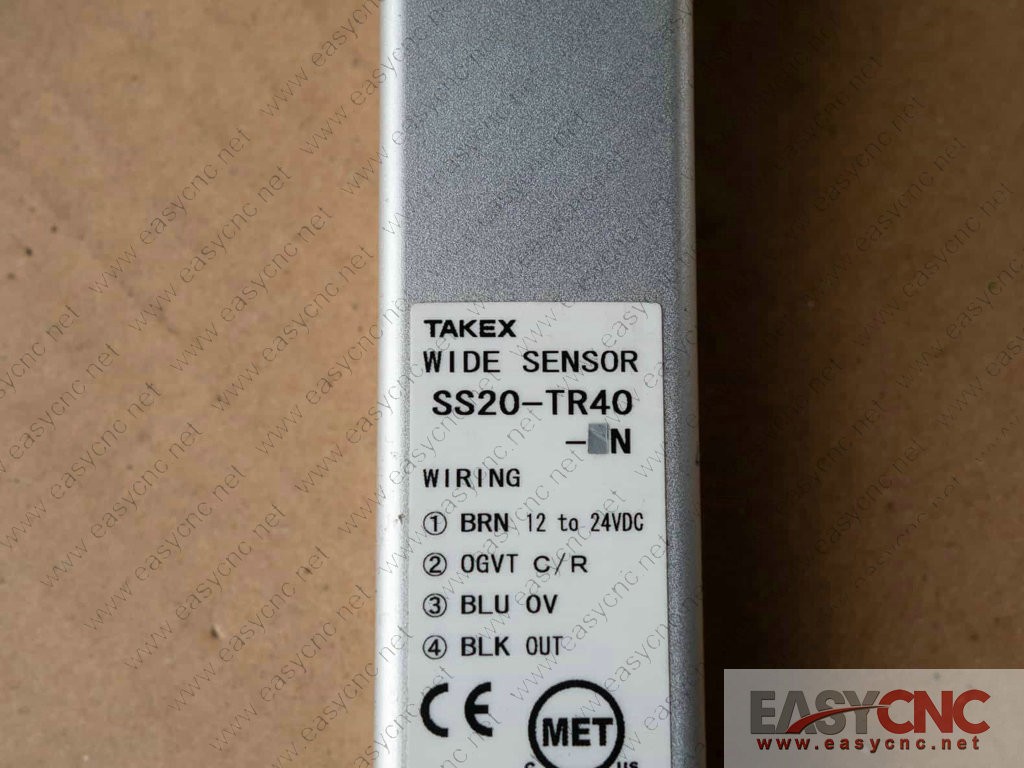 TAKEX
WIDE SENSOR
SS20-TR40
-N
WIRING
① BRN 12 to 24VDC
② OGVT C/R
③ BLU 0V
④ BLK OUT
CE
MET
C US
EASYCNC
www.easycnc.net